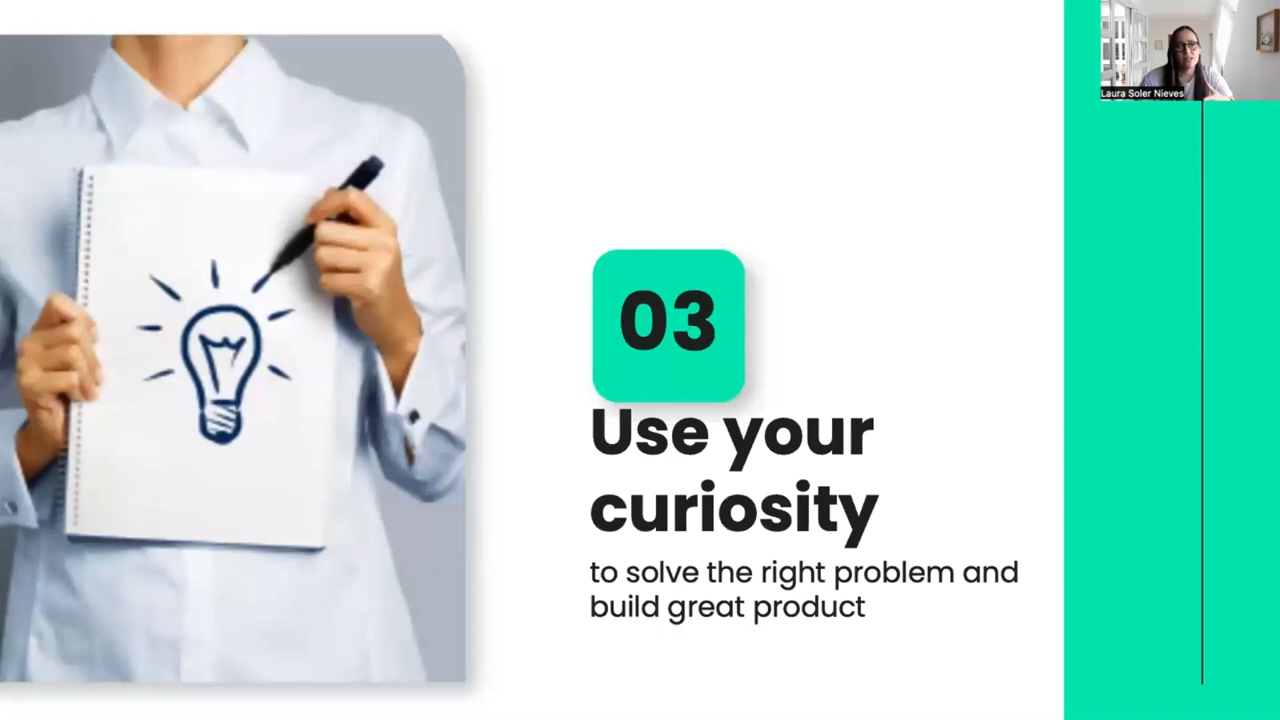 Laura Soler Nieves
03
Use your
curiosity
to solve the right problem and
build great product